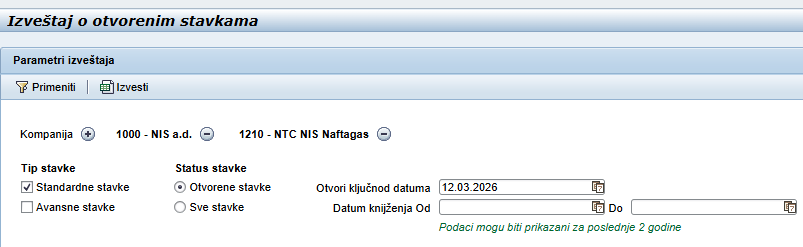 Izveštaj o otvorenim stavkama
Parametri izveštaja
Primeniti Izvesti
Kompanija 1000 - NIS a.d. 1210 - NTC NIS Naftagas
Tip stavke Status stavke
Standardne stavke Otvorene stavke Otvori ključnod datuma 12.03.2026
Avansne stavke Sve stavke Datum knijženja Od Do
Podaci mogu biti prikazani za poslednje 2 godine